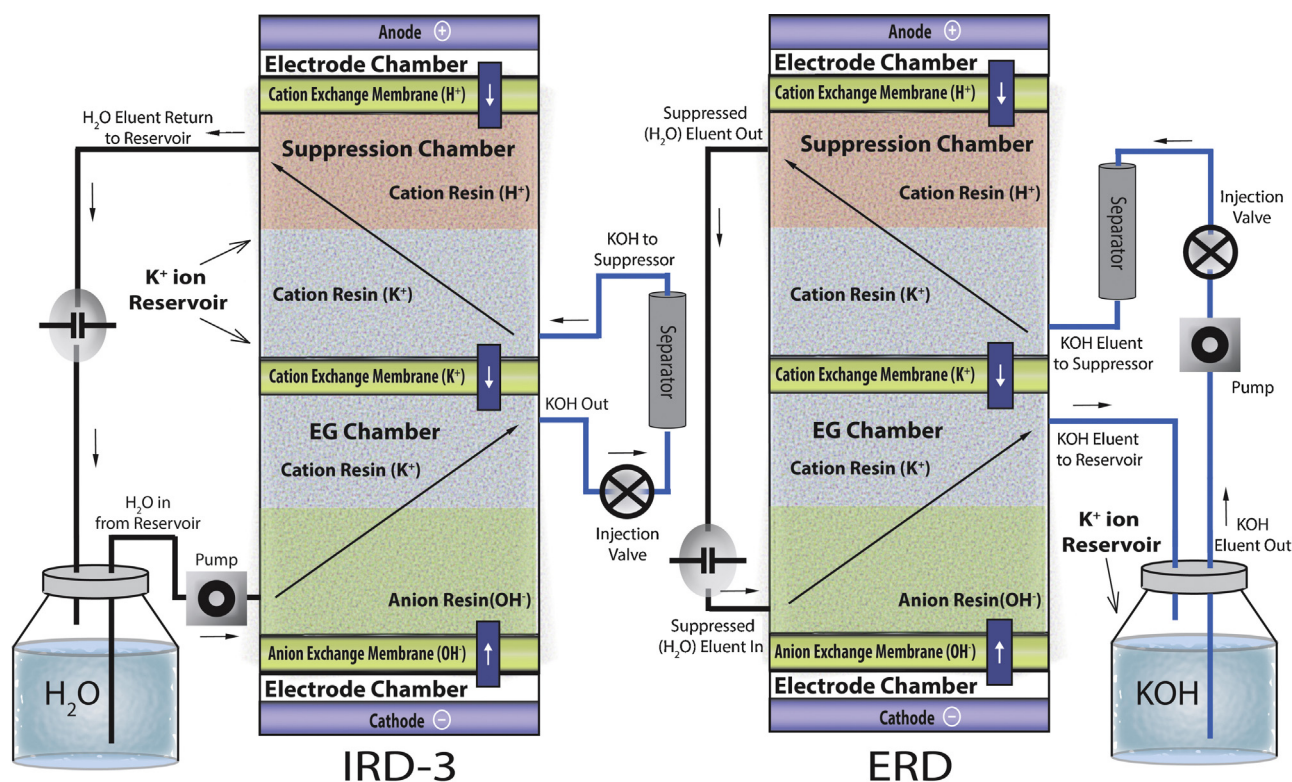 Anode +
Electrode Chamber
Cation Exchange Membrane (H⁺)
H₂O Eluent Return
to Reservoir
Suppression Chamber
Cation Resin (H⁺)
K⁺ ion
Reservoir
Cation Resin (K⁺)
KOH to
Suppressor
Separator
Cation Exchange Membrane (K⁺)
KOH Out
EG Chamber
Cation Resin (K⁺)
Injection
Valve
H₂O in
from Reservoir
Pump
Anion Resin(OH⁻)
Anion Exchange Membrane (OH⁻)
Electrode Chamber
Cathode −
H₂O
IRD-3
Anode +
Electrode Chamber
Cation Exchange Membrane (H⁺)
Suppressed
(H₂O) Eluent Out
Suppression Chamber
Cation Resin (H⁺)
Separator
Injection
Valve
Cation Resin (K⁺)
KOH Eluent
to Suppressor
Pump
Cation Exchange Membrane (K⁺)
EG Chamber
Cation Resin (K⁺)
KOH Eluent
to Reservoir
K⁺ ion
Reservoir
KOH
Eluent Out
Anion Resin(OH⁻)
Suppressed
(H₂O) Eluent In
Anion Exchange Membrane (OH⁻)
Electrode Chamber
Cathode −
KOH
ERD